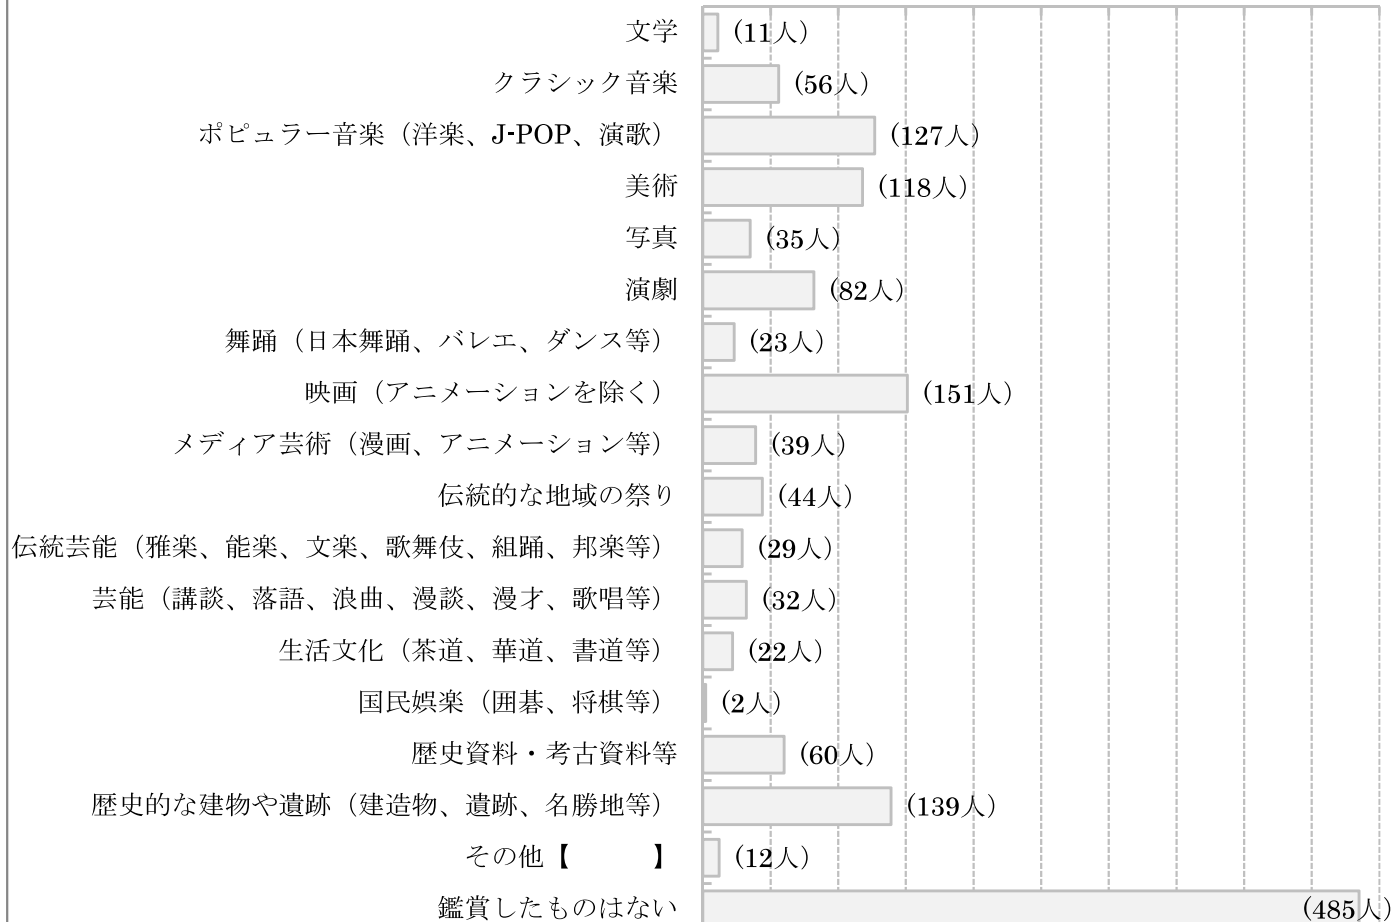 文学 (11人)
クラシック音楽 (56人)
ポピュラー音楽（洋楽、J-POP、演歌） (127人)
美術 (118人)
写真 (35人)
演劇 (82人)
舞踊（日本舞踊、バレエ、ダンス等） (23人)
映画（アニメーションを除く） (151人)
メディア芸術（漫画、アニメーション等） (39人)
伝統的な地域の祭り (44人)
伝統芸能（雅楽、能楽、文楽、歌舞伎、組踊、邦楽等） (29人)
芸能（講談、落語、浪曲、漫談、漫才、歌唱等） (32人)
生活文化（茶道、華道、書道等） (22人)
国民娯楽（囲碁、将棋等） (2人)
歴史資料・考古資料等 (60人)
歴史的な建物や遺跡（建造物、遺跡、名勝地等） (139人)
その他【　　　】 (12人)
鑑賞したものはない (485人)